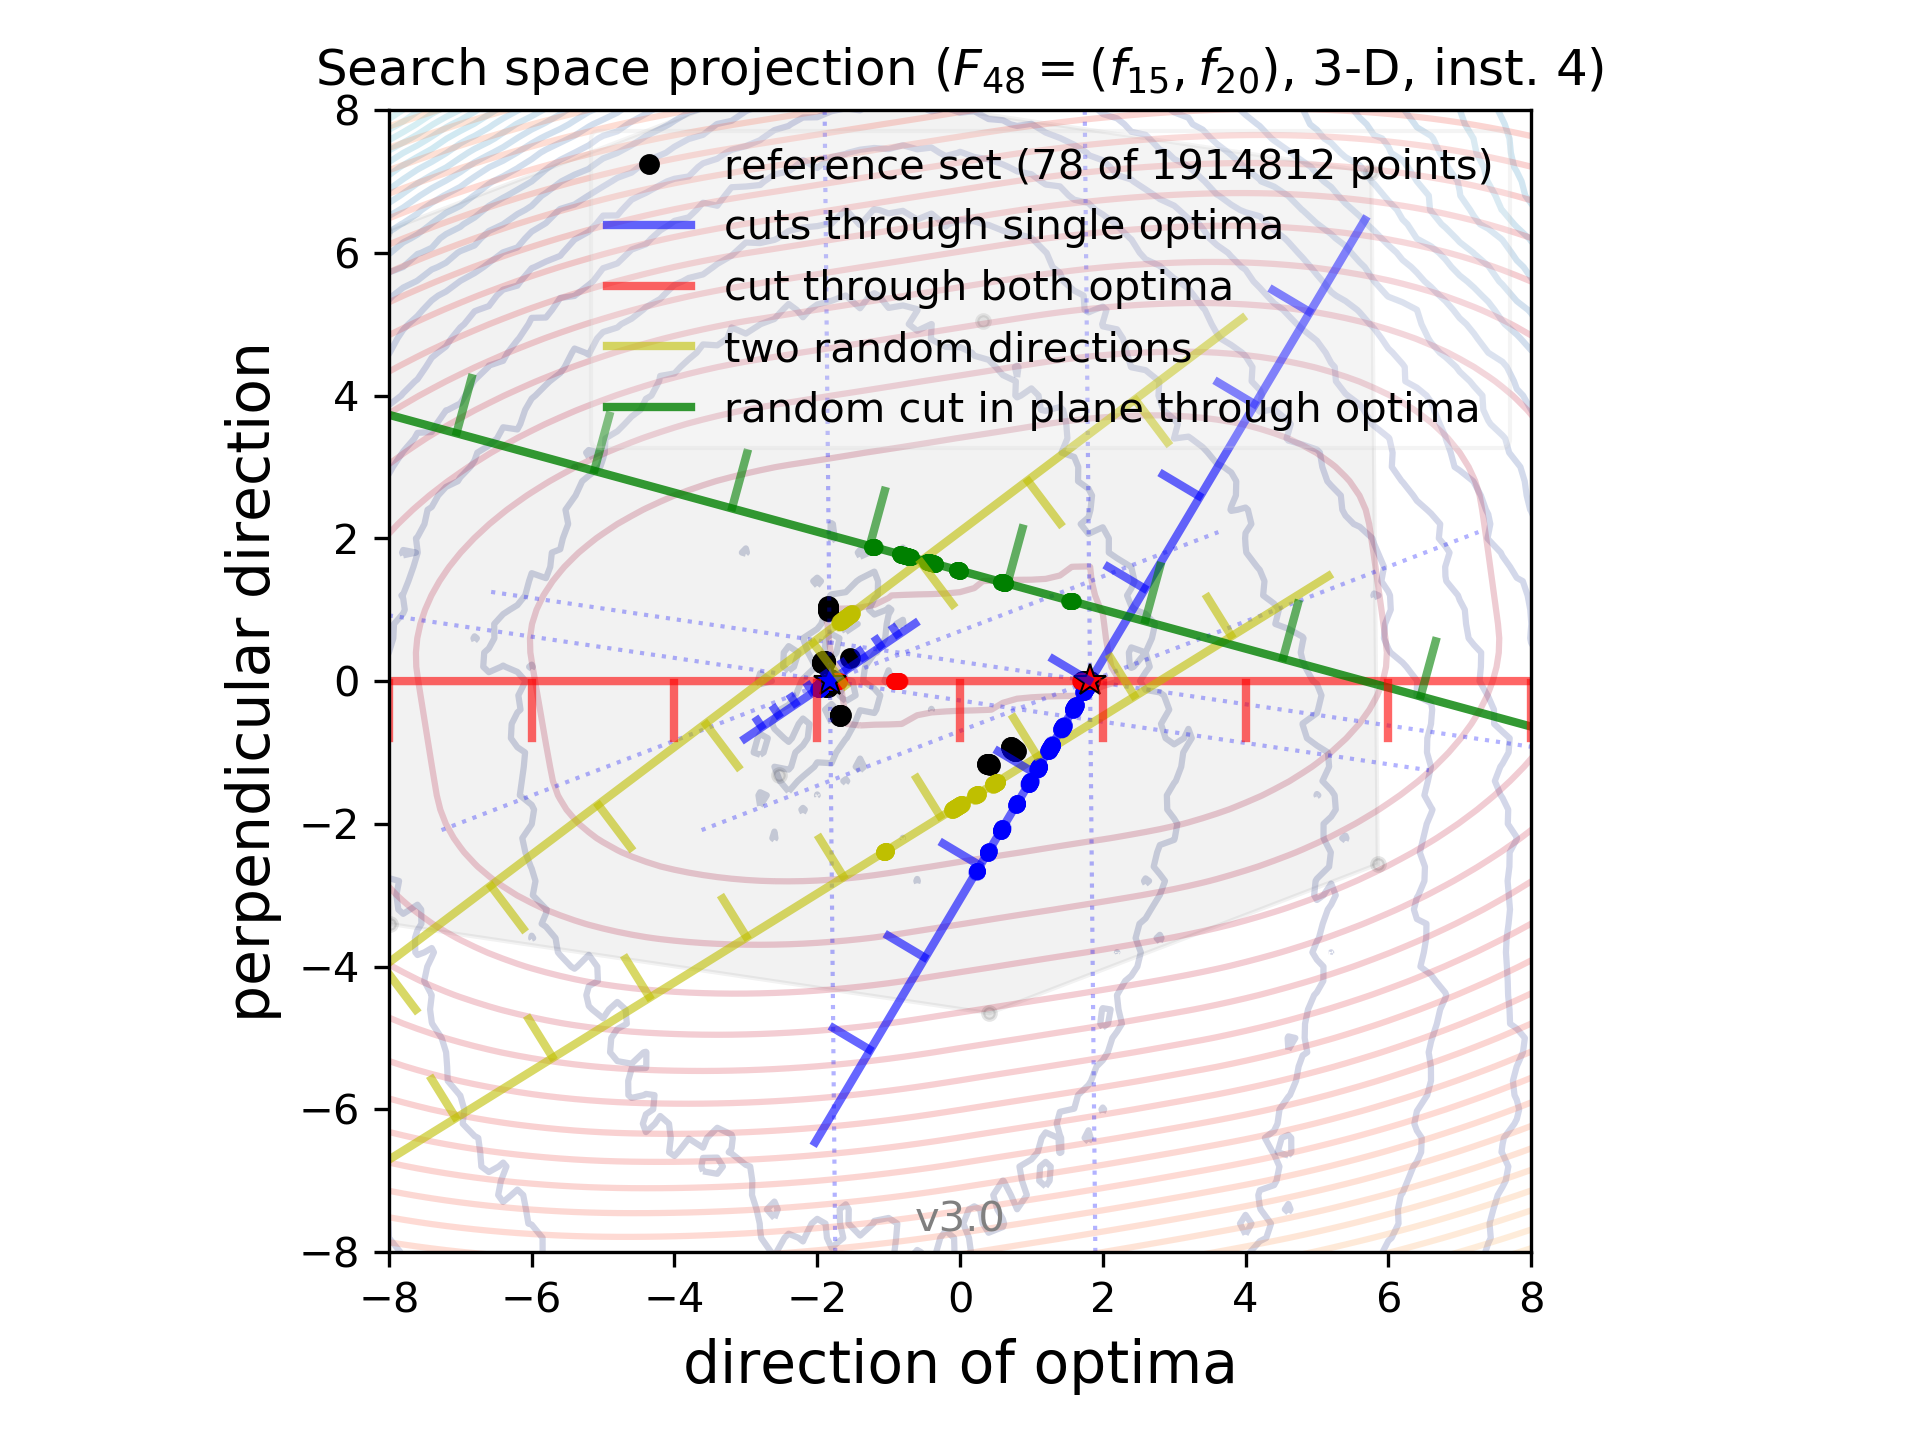 Search space projection (F48 = (f15, f20), 3-D, inst. 4)
reference set (78 of 1914812 points)
cuts through single optima
cut through both optima
two random directions
random cut in plane through optima
perpendicular direction
8
6
4
2
0
−2
−4
−6
−8
v3.0
−8 −6 −4 −2 0 2 4 6 8
direction of optima